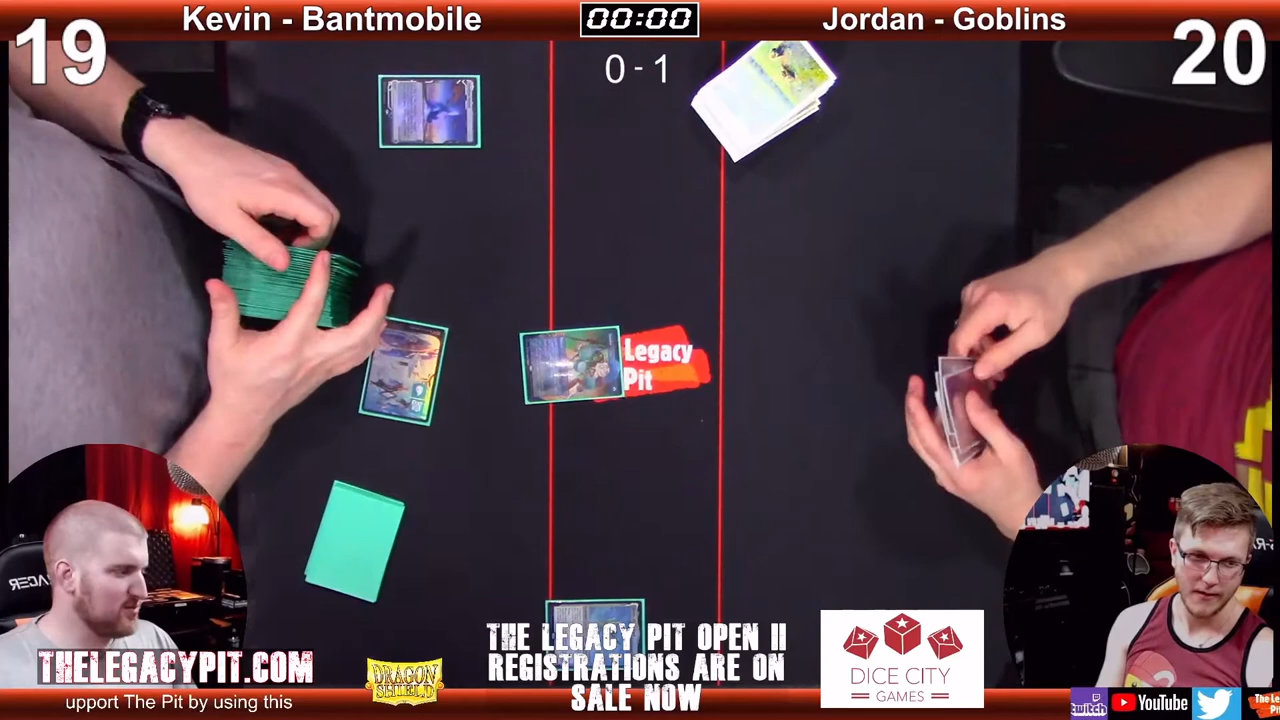 Kevin - Bantmobile
00:00
Jordan - Goblins
19
20
0 - 1
Legacy
Pit
THELEGACYPIT.COM
DRAGON
SHIELD
THE LEGACY PIT OPEN II
REGISTRATIONS ARE ON
SALE NOW
DICE CITY
GAMES
upport The Pit by using this
twitch
YouTube